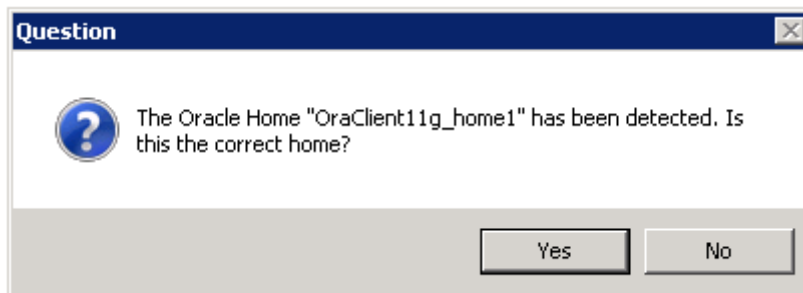 Question
The Oracle Home "OraClient11g_home1" has been detected. Is
this the correct home?
Yes
No